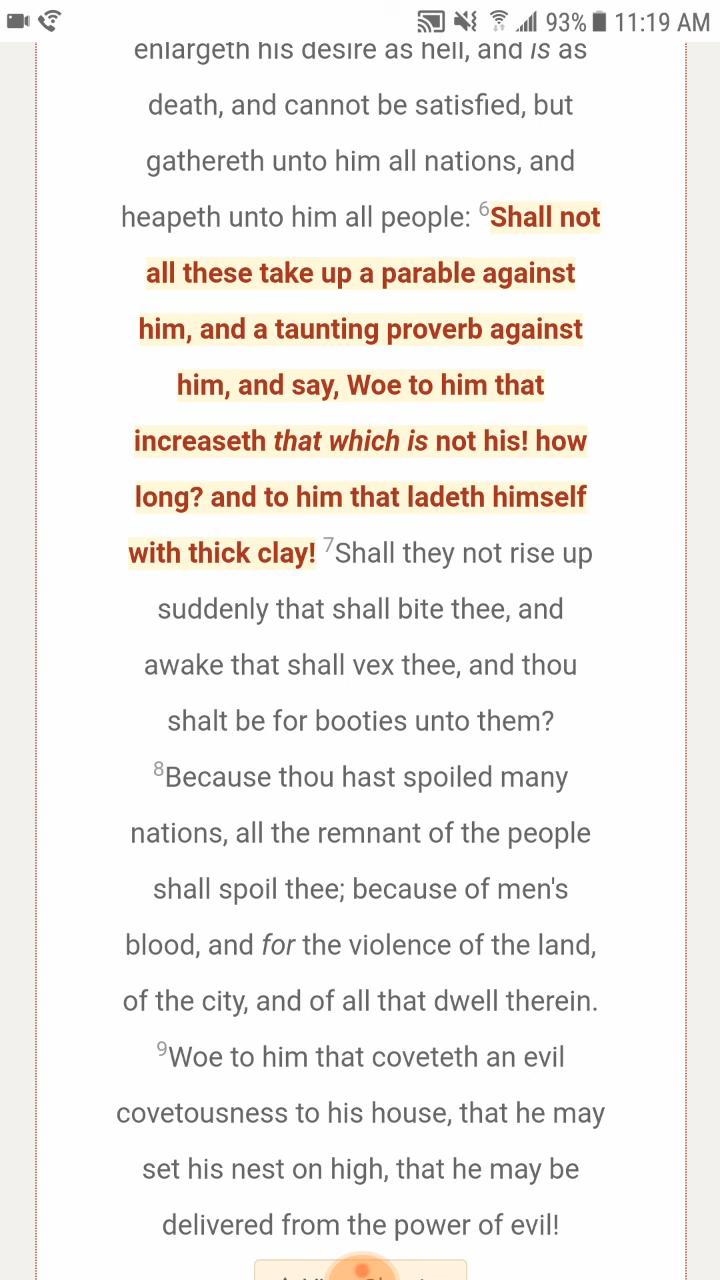 93% 11:19 AM
enlargeth his desire as hell, and is as
death, and cannot be satisfied, but
gathereth unto him all nations, and
heapeth unto him all people: 6Shall not
all these take up a parable against
him, and a taunting proverb against
him, and say, Woe to him that
increaseth that which is not his! how
long? and to him that ladeth himself
with thick clay! 7Shall they not rise up
suddenly that shall bite thee, and
awake that shall vex thee, and thou
shalt be for booties unto them?
8Because thou hast spoiled many
nations, all the remnant of the people
shall spoil thee; because of men's
blood, and for the violence of the land,
of the city, and of all that dwell therein.
9Woe to him that coveteth an evil
covetousness to his house, that he may
set his nest on high, that he may be
delivered from the power of evil!